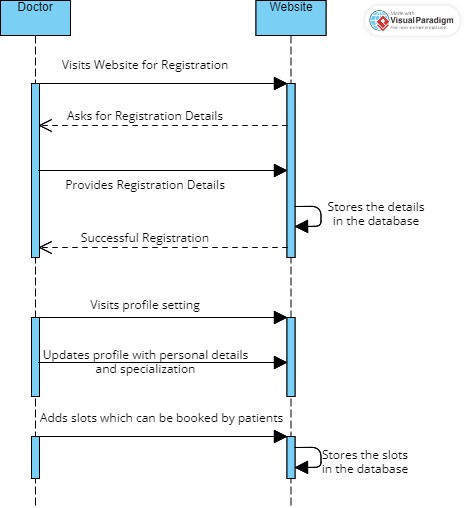 Doctor
Website
Made with
Visual Paradigm
For non-commercial use
Visits Website for Registration
Asks for Registration Details
Provides Registration Details
Stores the details
in the database
Successful Registration
Visits profile setting
Updates profile with personal details
and specialization
Adds slots which can be booked by patients
Stores the slots
in the database